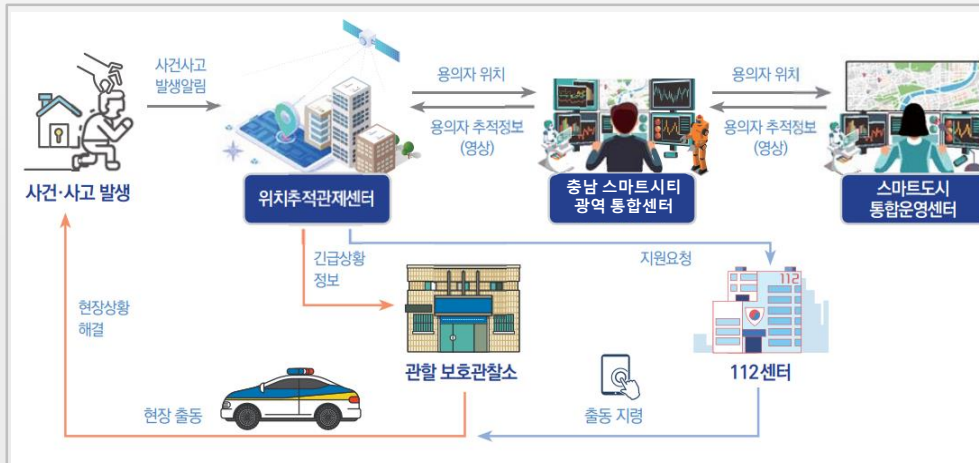 사건사고
발생알림
용의자 위치
용의자 추적정보
(영상)
용의자 위치
용의자 추적정보
(영상)
사건·사고 발생
위치추적관제센터
충남 스마트시티
광역 통합센터
스마트도시
통합운영센터
긴급상황
정보
지원요청
112
현장상황
해결
관할 보호관찰소
112센터
현장 출동
출동 지령